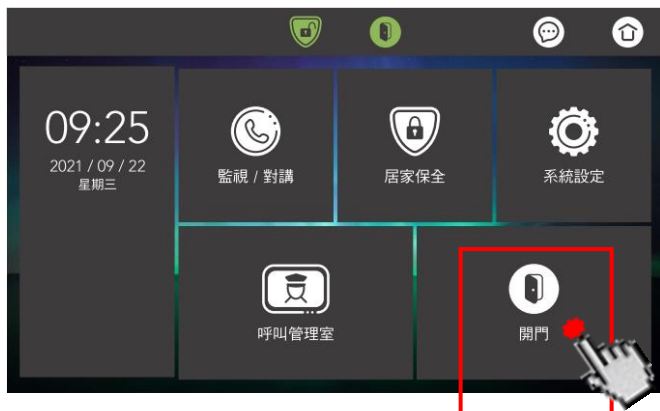 09:25
2021 / 09 / 22
星期三
監視 / 對講
居家保全
系統設定
呼叫管理室
開門